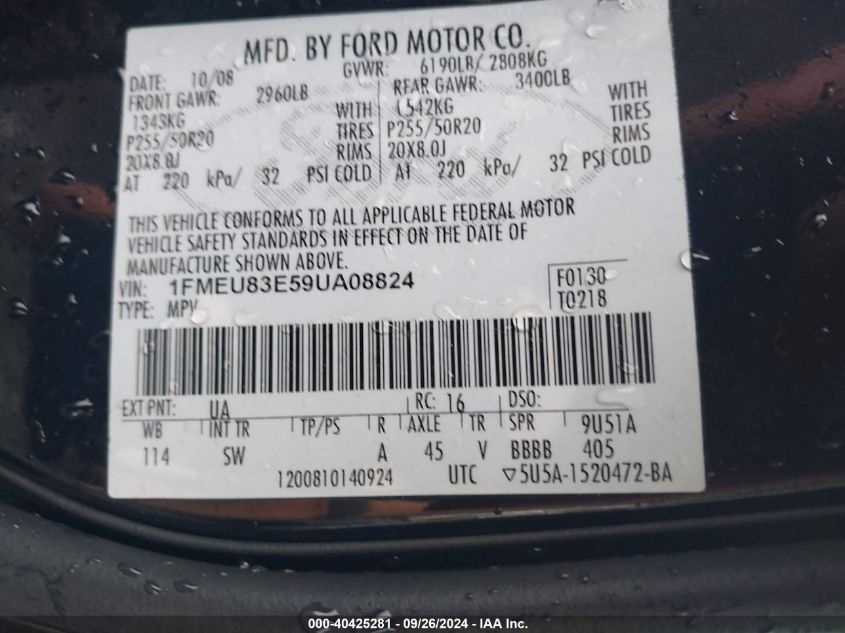 MFD. BY FORD MOTOR CO.
DATE: 10/08 GVWR: 6190LB/ 2808KG
FRONT GAWR: 2960LB REAR GAWR: 3400LB
1343KG WITH 1542KG WITH
P255/50R20 TIRES P255/50R20 TIRES
20X8.0J RIMS 20X8.0J RIMS
AT 220 kPa/ 32 PSI COLD AT 220 kPa/ 32 PSI COLD
THIS VEHICLE CONFORMS TO ALL APPLICABLE FEDERAL MOTOR
VEHICLE SAFETY STANDARDS IN EFFECT ON THE DATE OF
MANUFACTURE SHOWN ABOVE.
VIN: 1FMEU83E59UA08824 F0130
TYPE: MPV T0218
EXT PNT: UA RC: 16 DSO:
WB INT TR TP/PS R AXLE TR SPR 9U51A
114 SW A 45 V BBBB 405
1200810140924 UTC ▽5U5A-1520472-BA
000-40425281 - 09/26/2024 - IAA Inc.